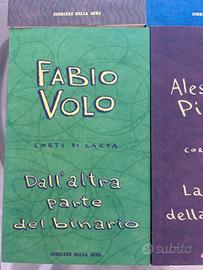 CORRIERE DELLA SERA
FABIO
VOLO
CORTI DI CARTA
Dall'altra
parte
del binario
CORRIERE DELLA SERA
Ales
Pi
COR
La
della
CORR
subito